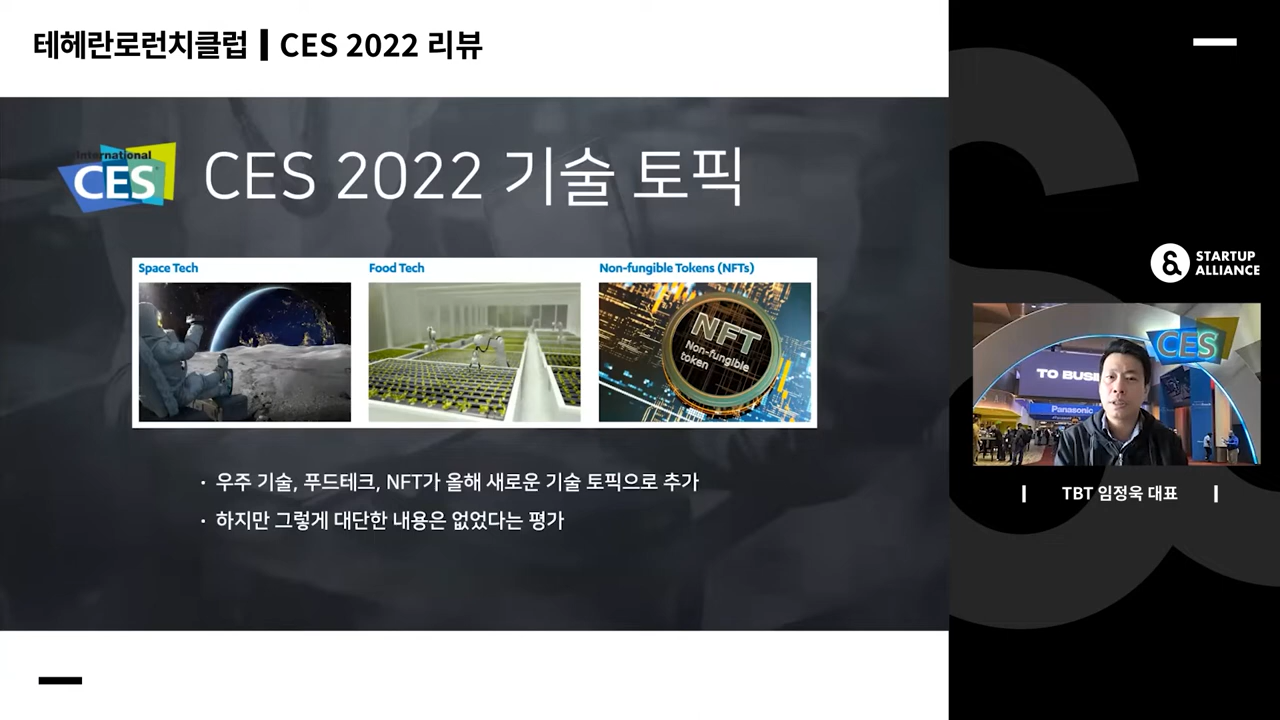 테헤란로런치클럽 | CES 2022 리뷰
International
CES
CES 2022 기술 토픽
Space Tech
Food Tech
Non-fungible Tokens (NFTs)
NFT
Non-fungible
token
· 우주 기술, 푸드테크, NFT가 올해 새로운 기술 토픽으로 추가
· 하지만 그렇게 대단한 내용은 없었다는 평가
STARTUP
ALLIANCE
CES
TO BUSI
Panasonic
| TBT 임정욱 대표 |